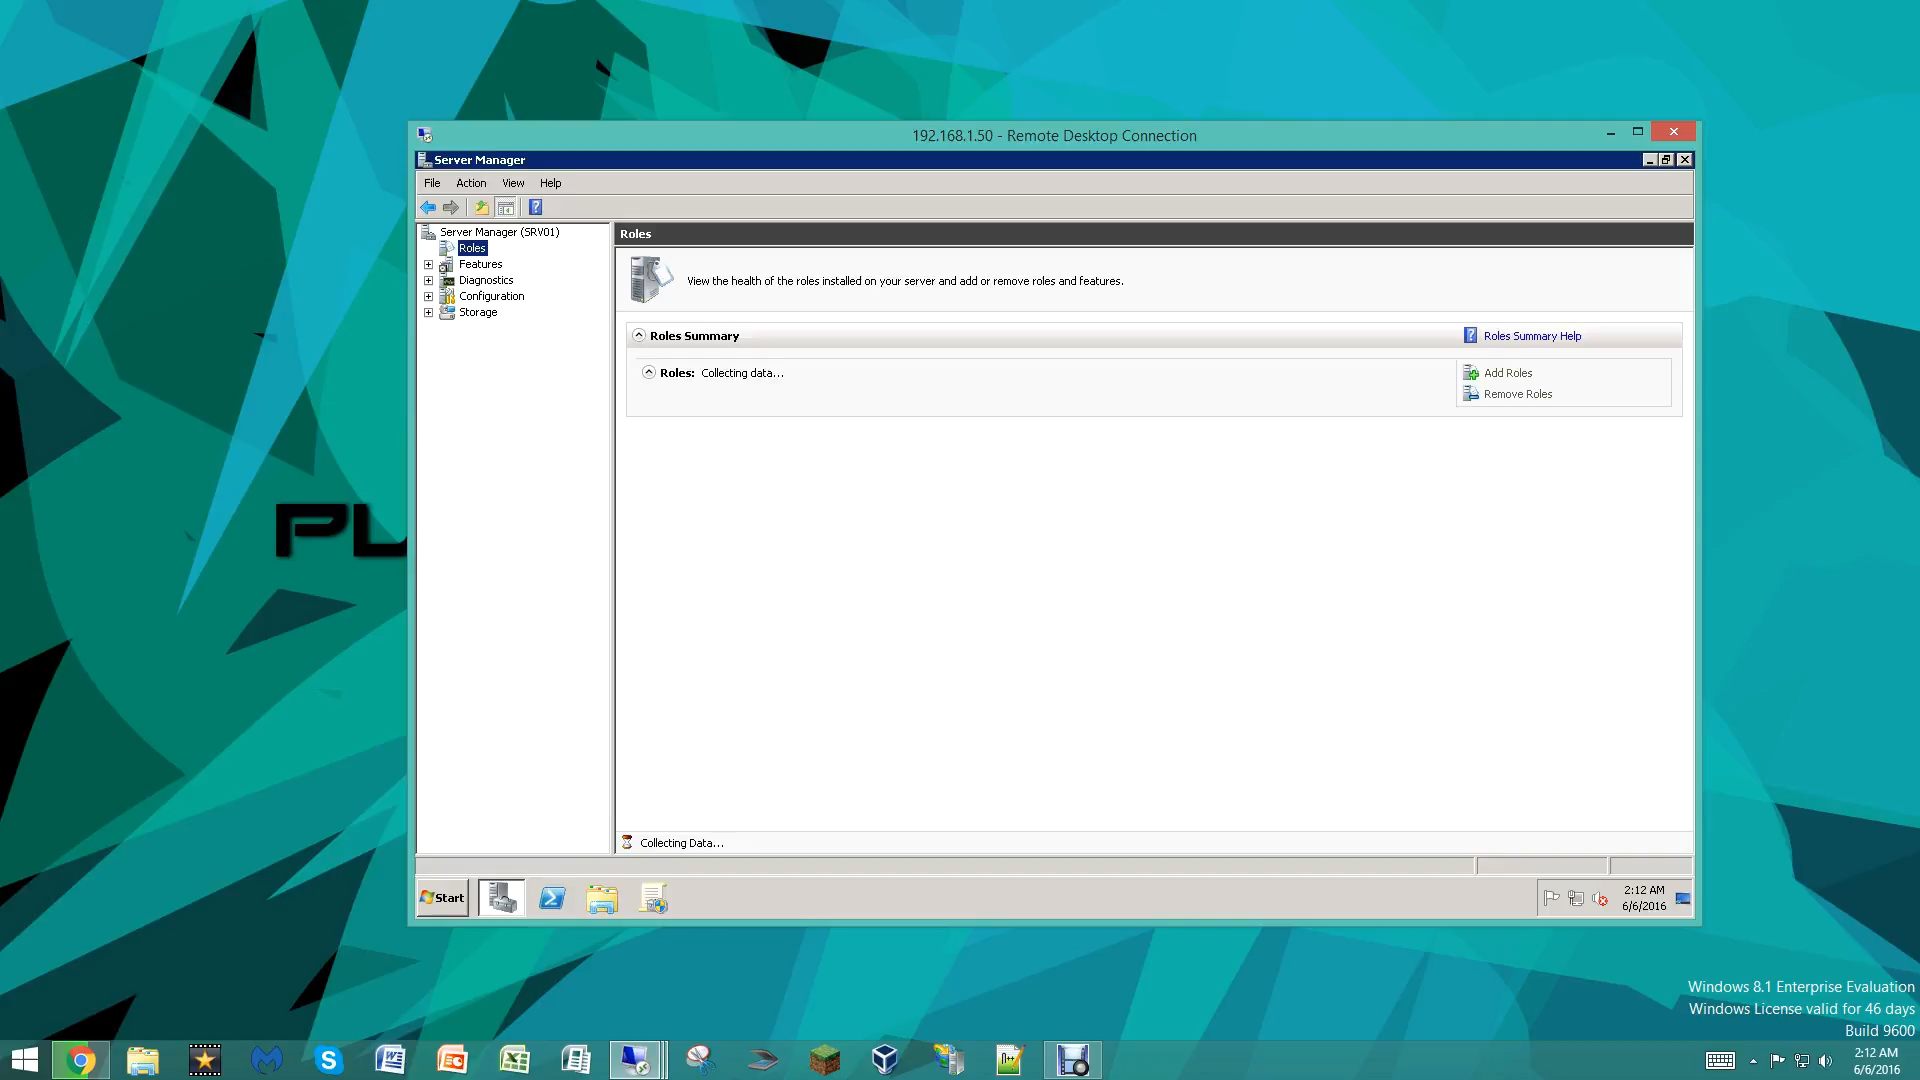 192.168.1.50 - Remote Desktop Connection
Server Manager
File Action View Help
Server Manager (SRV01)
Roles
Features
Diagnostics
Configuration
Storage
Roles
View the health of the roles installed on your server and add or remove roles and features.
Roles Summary
Roles Summary Help
Roles: Collecting data...
Add Roles
Remove Roles
Collecting Data...
Start
2:12 AM
6/6/2016
PL
Windows 8.1 Enterprise Evaluation
Windows License valid for 46 days
Build 9600
2:12 AM
6/6/2016